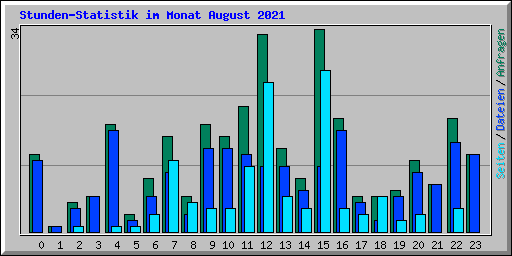 Stunden-Statistik im Monat August 2021
34
Seiten / Dateien / Anfragen
0 1 2 3 4 5 6 7 8 9 10 11 12 13 14 15 16 17 18 19 20 21 22 23